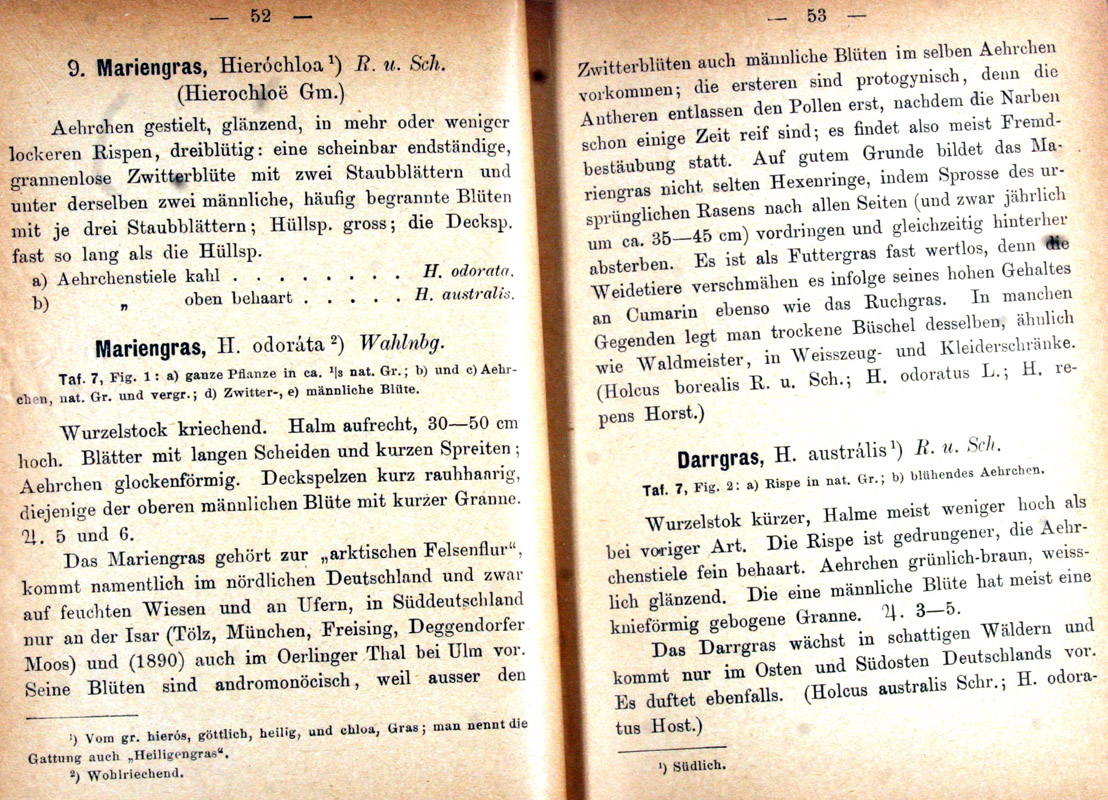 — 52 —
9. Mariengras, Hieróchloa ¹) R. u. Sch.
(Hierochloë Gm.)
Aehrchen gestielt, glänzend, in mehr oder weniger
lockeren Rispen, dreiblütig: eine scheinbar endständige,
grannenlose Zwitterblüte mit zwei Staubblättern und
unter derselben zwei männliche, häufig begrannte Blüten
mit je drei Staubblättern; Hüllsp. gross; die Decksp.
fast so lang als die Hüllsp.
a) Aehrchenstiele kahl . . . . . . . . H. odorata.
b) „ oben behaart . . . . . H. australis.
Mariengras, H. odoráta ²) Wahlnbg.
Taf. 7, Fig. 1: a) ganze Pflanze in ca. ¹/₃ nat. Gr.; b) und c) Aehr-
chen, nat. Gr. und vergr.; d) Zwitter-, e) männliche Blüte.
Wurzelstock kriechend. Halm aufrecht, 30—50 cm
hoch. Blätter mit langen Scheiden und kurzen Spreiten;
Aehrchen glockenförmig. Deckspelzen kurz rauhhaarig,
diejenige der oberen männlichen Blüte mit kurzer Granne.
♃. 5 und 6.
Das Mariengras gehört zur „arktischen Felsenflur“,
kommt namentlich im nördlichen Deutschland und zwar
auf feuchten Wiesen und an Ufern, in Süddeutschland
nur an der Isar (Tölz, München, Freising, Deggendorfer
Moos) und (1890) auch im Oerlinger Thal bei Ulm vor.
Seine Blüten sind andromonöcisch, weil ausser den
¹) Vom gr. hierós, göttlich, heilig, und chloa, Gras; man nennt die
Gattung auch „Heiligengras“.
²) Wohlriechend.
— 53 —
Zwitterblüten auch männliche Blüten im selben Aehrchen
vorkommen; die ersteren sind protogynisch, denn die
Antheren entlassen den Pollen erst, nachdem die Narben
schon einige Zeit reif sind; es findet also meist Fremd-
bestäubung statt. Auf gutem Grunde bildet das Ma-
riengras nicht selten Hexenringe, indem Sprosse des ur-
sprünglichen Rasens nach allen Seiten (und zwar jährlich
um ca. 35—45 cm) vordringen und gleichzeitig hinterher
absterben. Es ist als Futtergras fast wertlos, denn die
Weidetiere verschmähen es infolge seines hohen Gehaltes
an Cumarin ebenso wie das Ruchgras. In manchen
Gegenden legt man trockene Büschel desselben, ähnlich
wie Waldmeister, in Weisszeug- und Kleiderschränke.
(Holcus borealis R. u. Sch.; H. odoratus L.; H. re-
pens Horst.)
Darrgras, H. austrális ¹) R. u. Sch.
Taf. 7, Fig. 2: a) Rispe in nat. Gr.; b) blühendes Aehrchen.
Wurzelstok kürzer, Halme meist weniger hoch als
bei voriger Art. Die Rispe ist gedrungener, die Aehr-
chenstiele fein behaart. Aehrchen grünlich-braun, weiss-
lich glänzend. Die eine männliche Blüte hat meist eine
knieförmig gebogene Granne. ♃. 3—5.
Das Darrgras wächst in schattigen Wäldern und
kommt nur im Osten und Südosten Deutschlands vor.
Es duftet ebenfalls. (Holcus australis Schr.; H. odora-
tus Host.)
¹) Südlich.